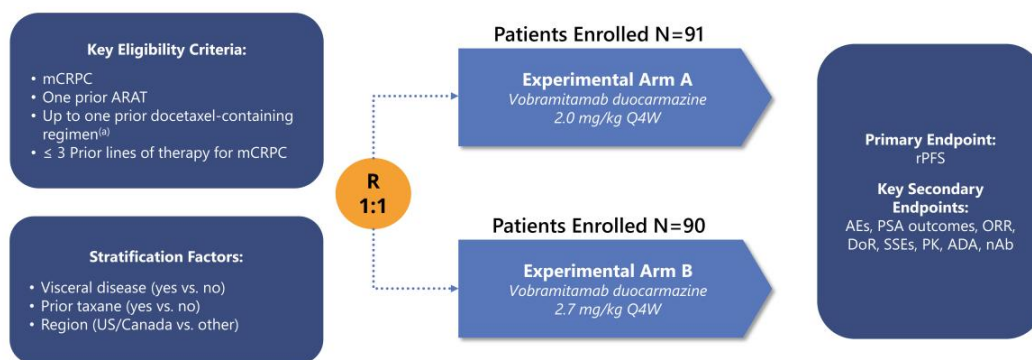 Key Eligibility Criteria:
• mCRPC
• One prior ARAT
• Up to one prior docetaxel-containing
regimen(a)
• ≤ 3 Prior lines of therapy for mCRPC
Stratification Factors:
• Visceral disease (yes vs. no)
• Prior taxane (yes vs. no)
• Region (US/Canada vs. other)
R
1:1
Patients Enrolled N=91
Experimental Arm A
Vobramitamab duocarmazine
2.0 mg/kg Q4W
Patients Enrolled N=90
Experimental Arm B
Vobramitamab duocarmazine
2.7 mg/kg Q4W
Primary Endpoint:
rPFS
Key Secondary
Endpoints:
AEs, PSA outcomes, ORR,
DoR, SSEs, PK, ADA, nAb